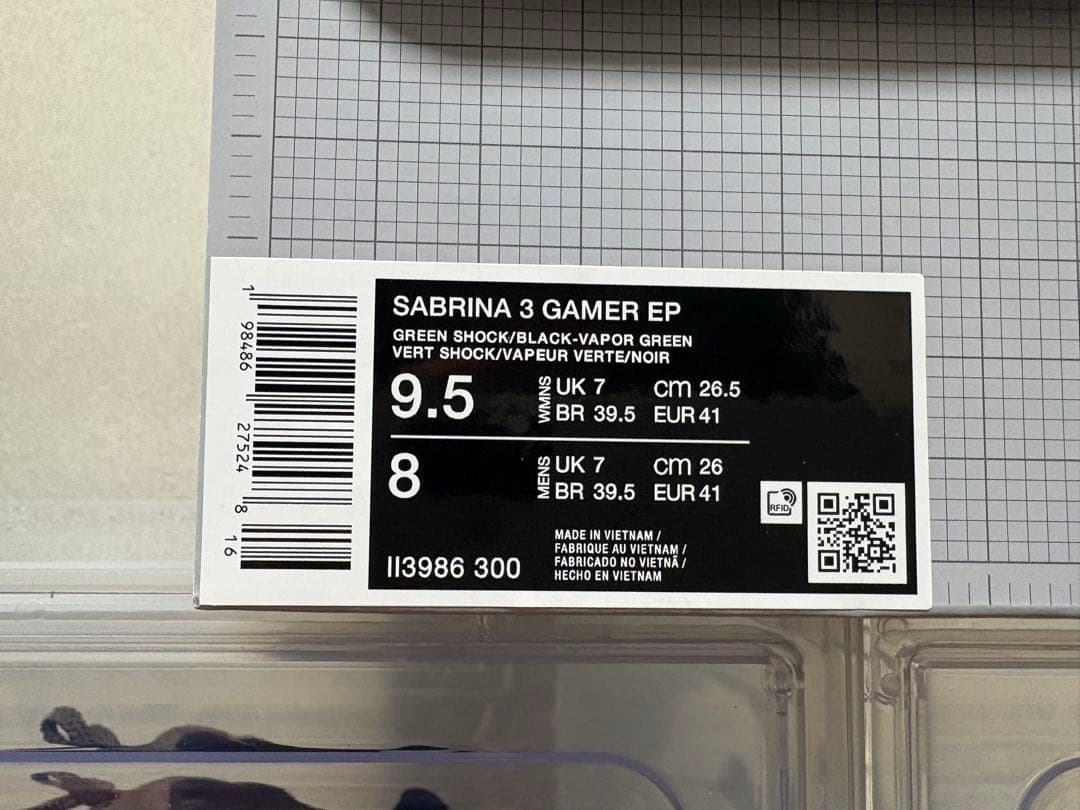 SABRINA 3 GAMER EP
GREEN SHOCK/BLACK-VAPOR GREEN
VERT SHOCK/VAPEUR VERTE/NOIR
9.5
WMNS
UK 7 cm 26.5
BR 39.5 EUR 41
8
MENS
UK 7 cm 26
BR 39.5 EUR 41
II3986 300
MADE IN VIETNAM /
FABRIQUE AU VIETNAM /
FABRICADO NO VIETNÃ /
HECHO EN VIETNAM
RFID
1 98486 27524 8 16